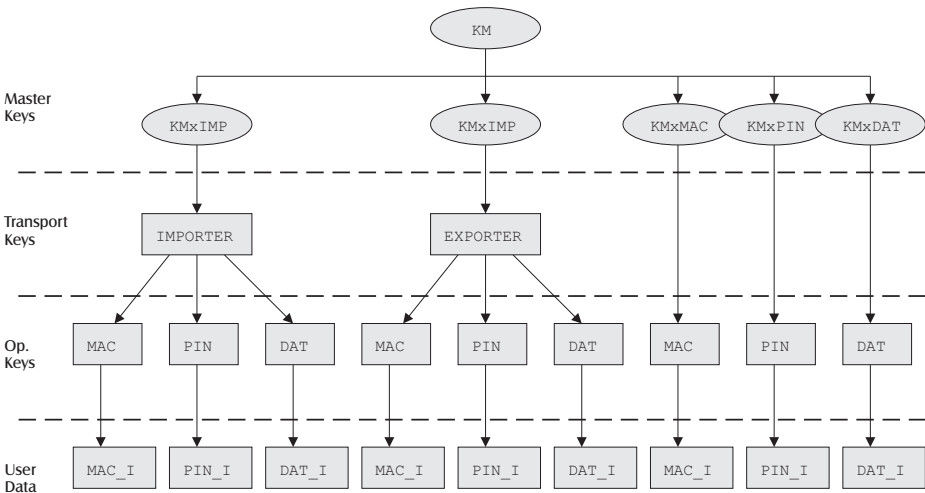 KM
Master
Keys
KMxIMP KMxIMP KMxMAC KMxPIN KMxDAT
Transport
Keys
IMPORTER EXPORTER
Op.
Keys
MAC PIN DAT MAC PIN DAT MAC PIN DAT
User
Data
MAC_I PIN_I DAT_I MAC_I PIN_I DAT_I MAC_I PIN_I DAT_I